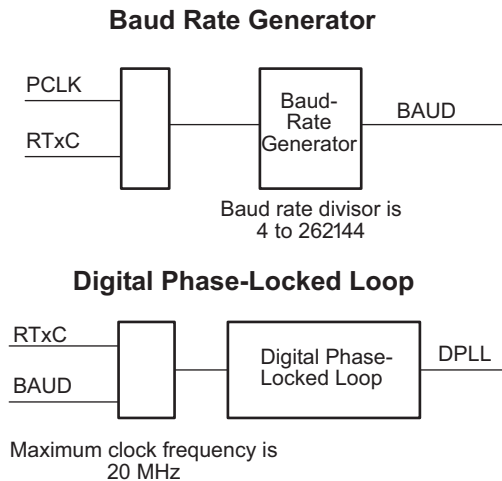 Baud Rate Generator
PCLK
RTxC
Baud-
Rate
Generator
BAUD
Baud rate divisor is
4 to 262144
Digital Phase-Locked Loop
RTxC
BAUD
Digital Phase-
Locked Loop
DPLL
Maximum clock frequency is
20 MHz